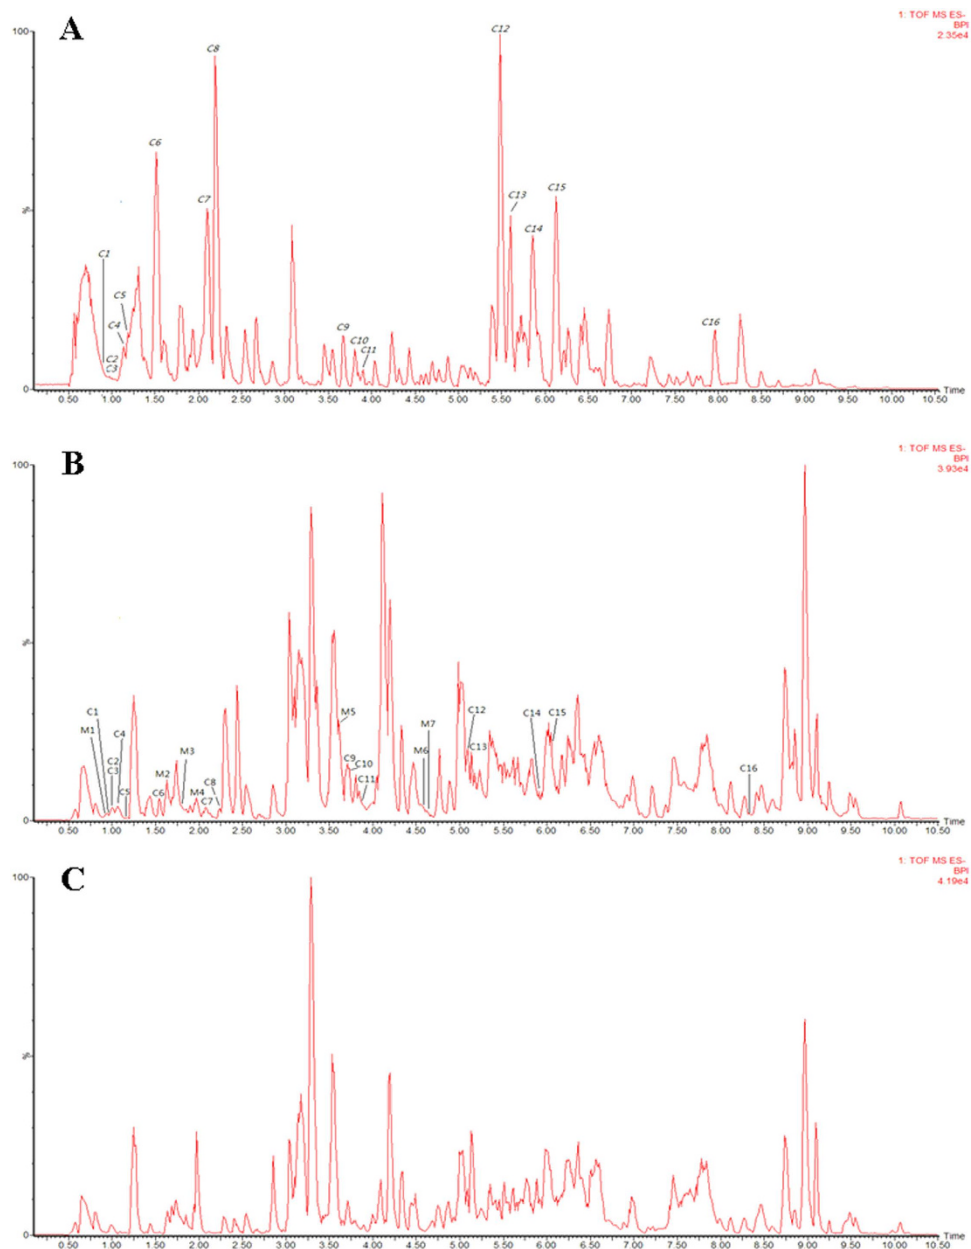 A
1: TOF MS ES-
BPI
2.35e4
100
%
0
C1
C2
C3
C4
C5
C6
C7
C8
C9
C10
C11
C12
C13
C14
C15
C16
0.50 1.00 1.50 2.00 2.50 3.00 3.50 4.00 4.50 5.00 5.50 6.00 6.50 7.00 7.50 8.00 8.50 9.00 9.50 10.00 10.50 Time
B
1: TOF MS ES-
BPI
3.93e4
100
%
0
M1
C1
C2
C3
C4
C5
C6
M2
M3
M4
C7
C8
M5
C9
C10
C11
M6
M7
C12
C13
C14
C15
C16
0.50 1.00 1.50 2.00 2.50 3.00 3.50 4.00 4.50 5.00 5.50 6.00 6.50 7.00 7.50 8.00 8.50 9.00 9.50 10.00 10.50 Time
C
1: TOF MS ES-
BPI
4.19e4
100
%
0
0.50 1.00 1.50 2.00 2.50 3.00 3.50 4.00 4.50 5.00 5.50 6.00 6.50 7.00 7.50 8.00 8.50 9.00 9.50 10.00 10.50 Time